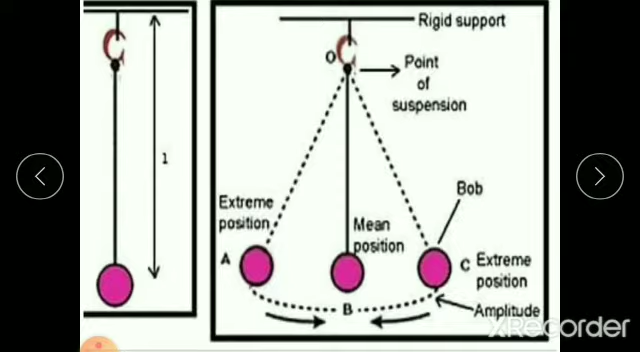 Rigid support
O
Point
of
suspension
l
Extreme
position
Mean
position
Bob
A
C Extreme
position
B
Amplitude
XRecorder